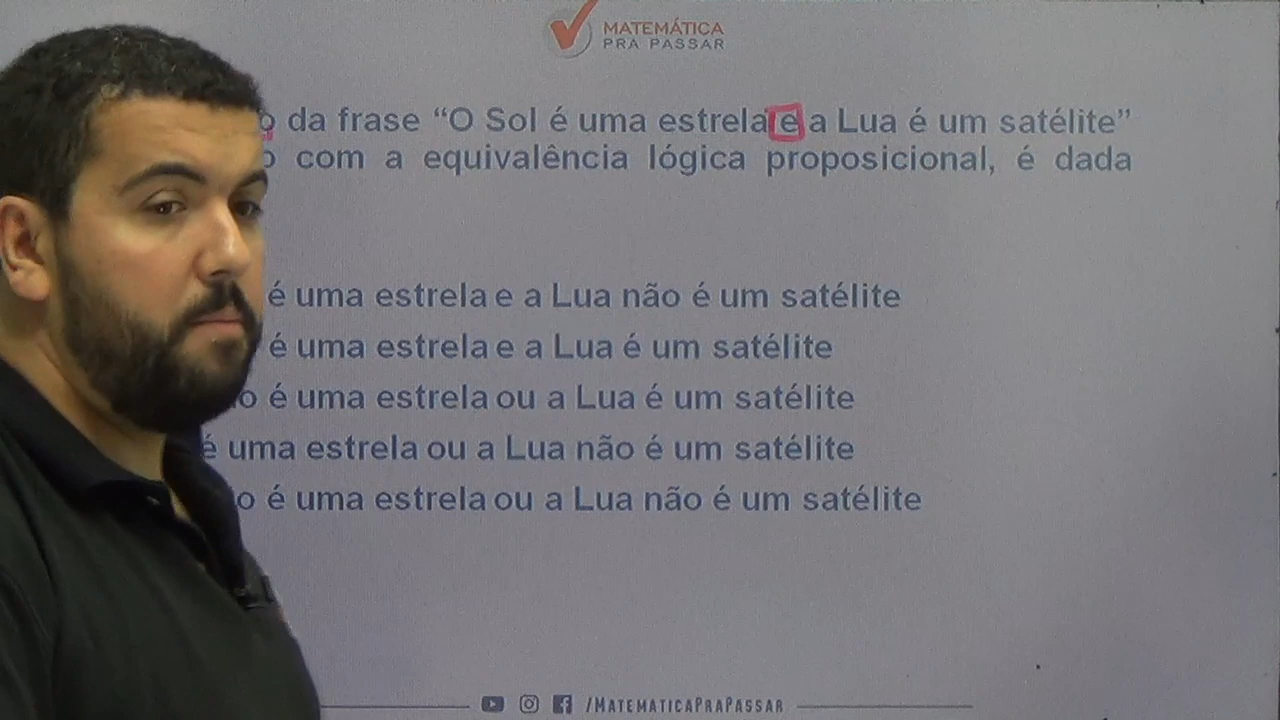 MATEMÁTICA
PRA PASSAR
da frase “O Sol é uma estrela e a Lua é um satélite”
com a equivalência lógica proposicional, é dada
é uma estrela e a Lua não é um satélite
é uma estrela e a Lua é um satélite
é uma estrela ou a Lua é um satélite
é uma estrela ou a Lua não é um satélite
é uma estrela ou a Lua não é um satélite
/MATEMATICAPRAPASSAR